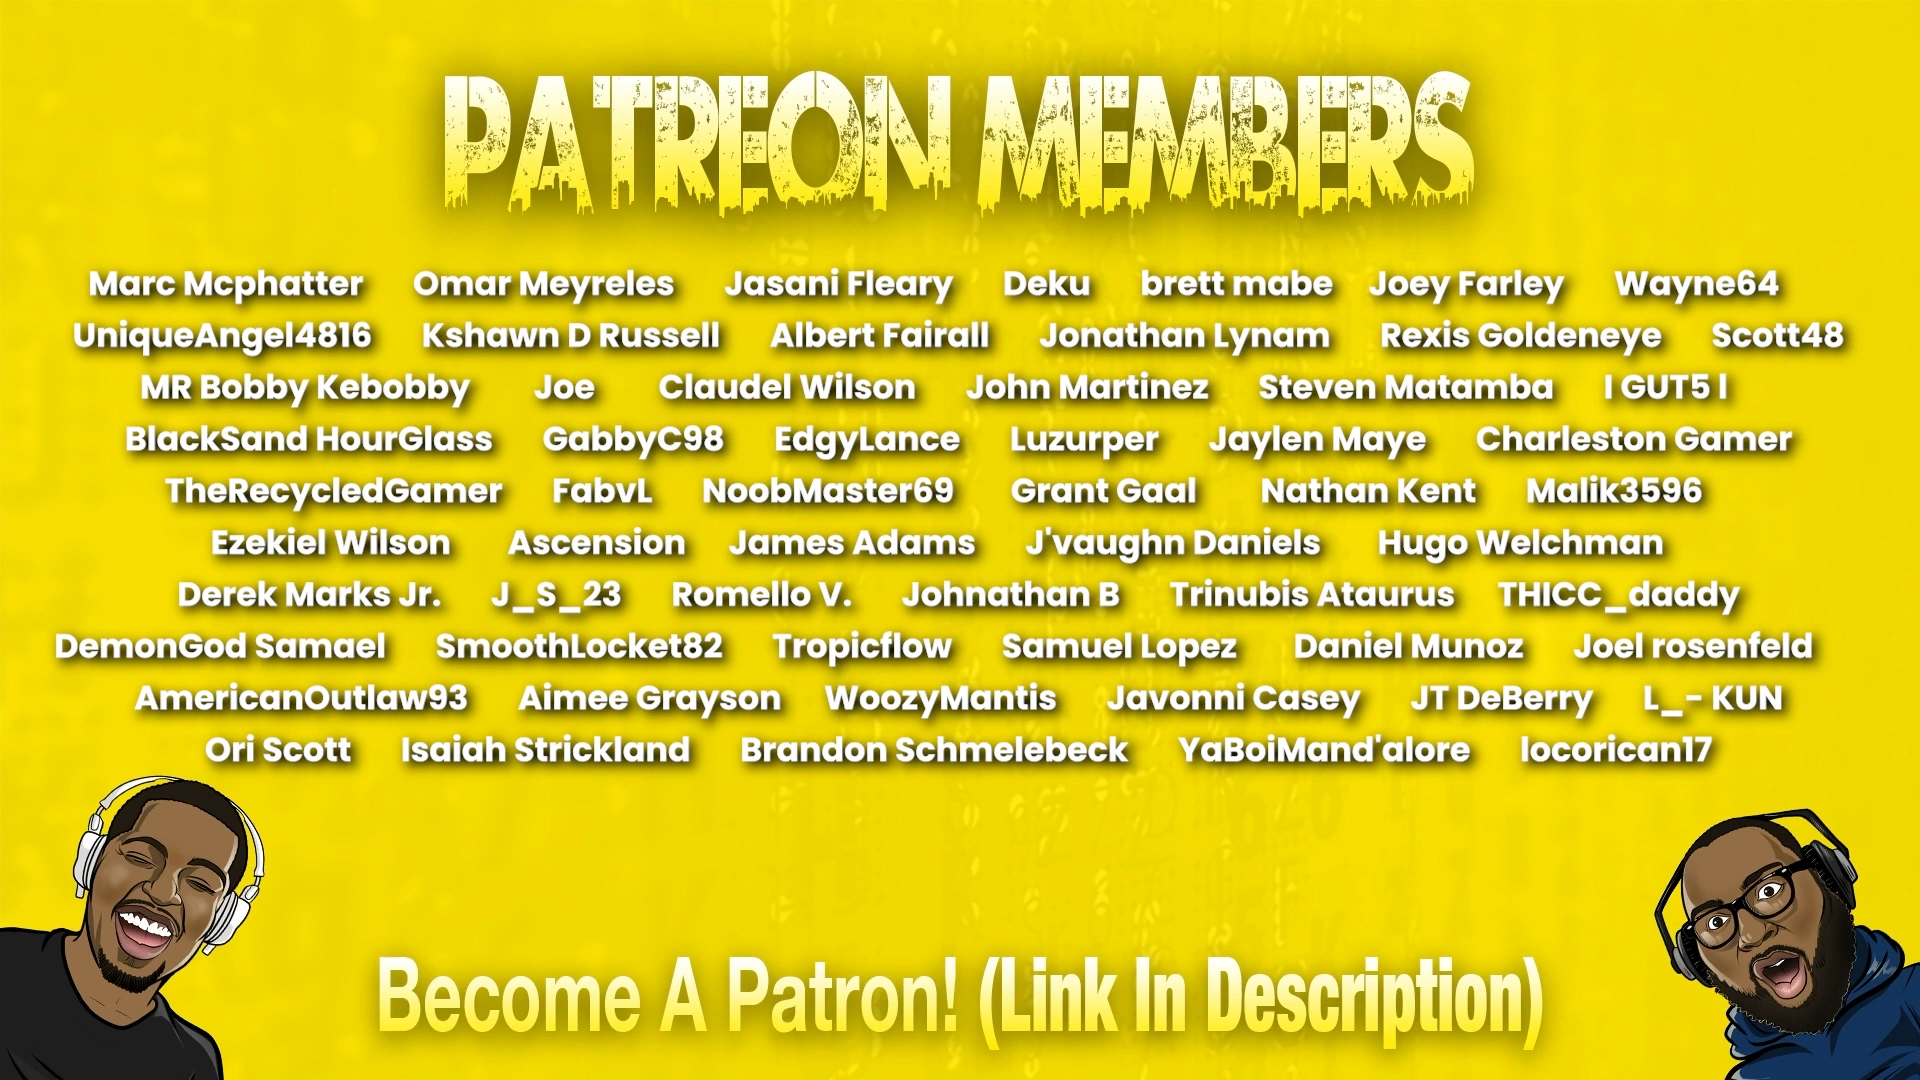 PATREON MEMBERS
Marc Mcphatter Omar Meyreles Jasani Fleary Deku brett mabe Joey Farley Wayne64
UniqueAngel4816 Kshawn D Russell Albert Fairall Jonathan Lynam Rexis Goldeneye Scott48
MR Bobby Kebobby Joe Claudel Wilson John Martinez Steven Matamba I GUT5 l
BlackSand HourGlass GabbyC98 EdgyLance Luzurper Jaylen Maye Charleston Gamer
TheRecycledGamer FabvL NoobMaster69 Grant Gaal Nathan Kent Malik3596
Ezekiel Wilson Ascension James Adams J'vaughn Daniels Hugo Welchman
Derek Marks Jr. J_S_23 Romello V. Johnathan B Trinubis Ataurus THICC_daddy
DemonGod Samael SmoothLocket82 Tropicflow Samuel Lopez Daniel Munoz Joel rosenfeld
AmericanOutlaw93 Aimee Grayson WoozyMantis Javonni Casey JT DeBerry L_- KUN
Ori Scott Isaiah Strickland Brandon Schmelebeck YaBoiMand'alore locorican17
Become A Patron! (Link In Description)